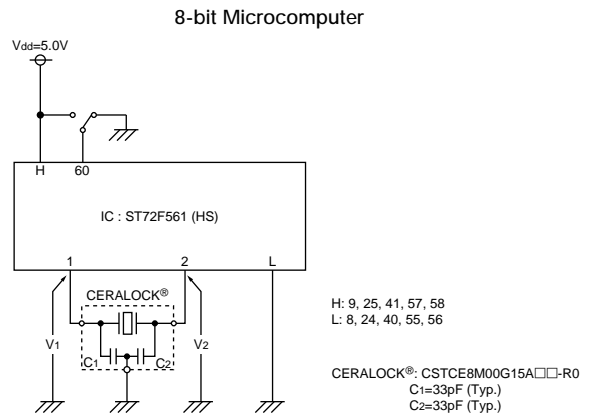 8-bit Microcomputer
Vdd=5.0V
H 60
IC : ST72F561 (HS)
1 2 L
CERALOCK®
V1 C1 C2 V2
H: 9, 25, 41, 57, 58
L: 8, 24, 40, 55, 56
CERALOCK®: CSTCE8M00G15A□□-R0
C1=33pF (Typ.)
C2=33pF (Typ.)